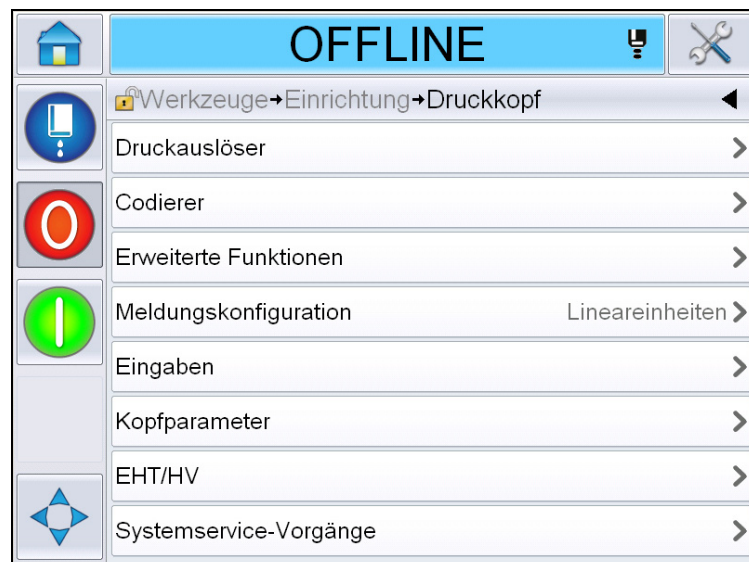 OFFLINE
Werkzeuge→Einrichtung→Druckkopf
Druckauslöser
Codierer
Erweiterte Funktionen
Meldungskonfiguration Lineareinheiten
Eingaben
Kopfparameter
EHT/HV
Systemservice-Vorgänge